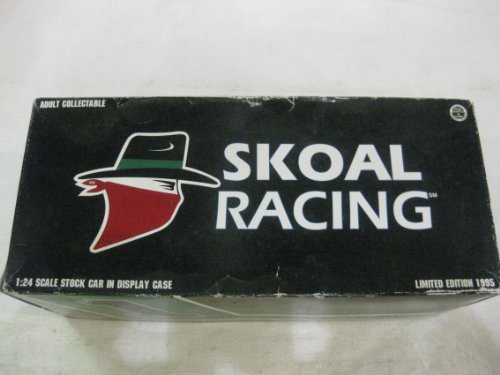 ADULT COLLECTABLE
SKOAL
RACING SM
1:24 SCALE STOCK CAR IN DISPLAY CASE
LIMITED EDITION 1995